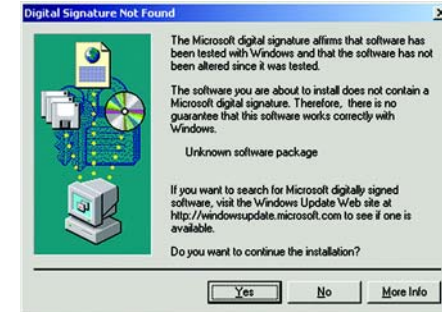 Digital Signature Not Found
The Microsoft digital signature affirms that software has
been tested with Windows and that the software has not
been altered since it was tested.
The software you are about to install does not contain a
Microsoft digital signature. Therefore, there is no
guarantee that this software works correctly with
Windows.
Unknown software package
If you want to search for Microsoft digitally signed
software, visit the Windows Update Web site at
http://windowsupdate.microsoft.com to see if one is
available.
Do you want to continue the installation?
Yes No More Info